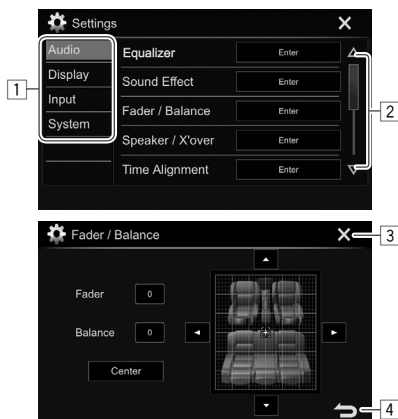 Settings
Audio
Display
Input
System
Equalizer Enter
Sound Effect Enter
Fader / Balance Enter
Speaker / X'over Enter
Time Alignment Enter
1
2
Fader / Balance
3
Fader 0
Balance 0
Center
4